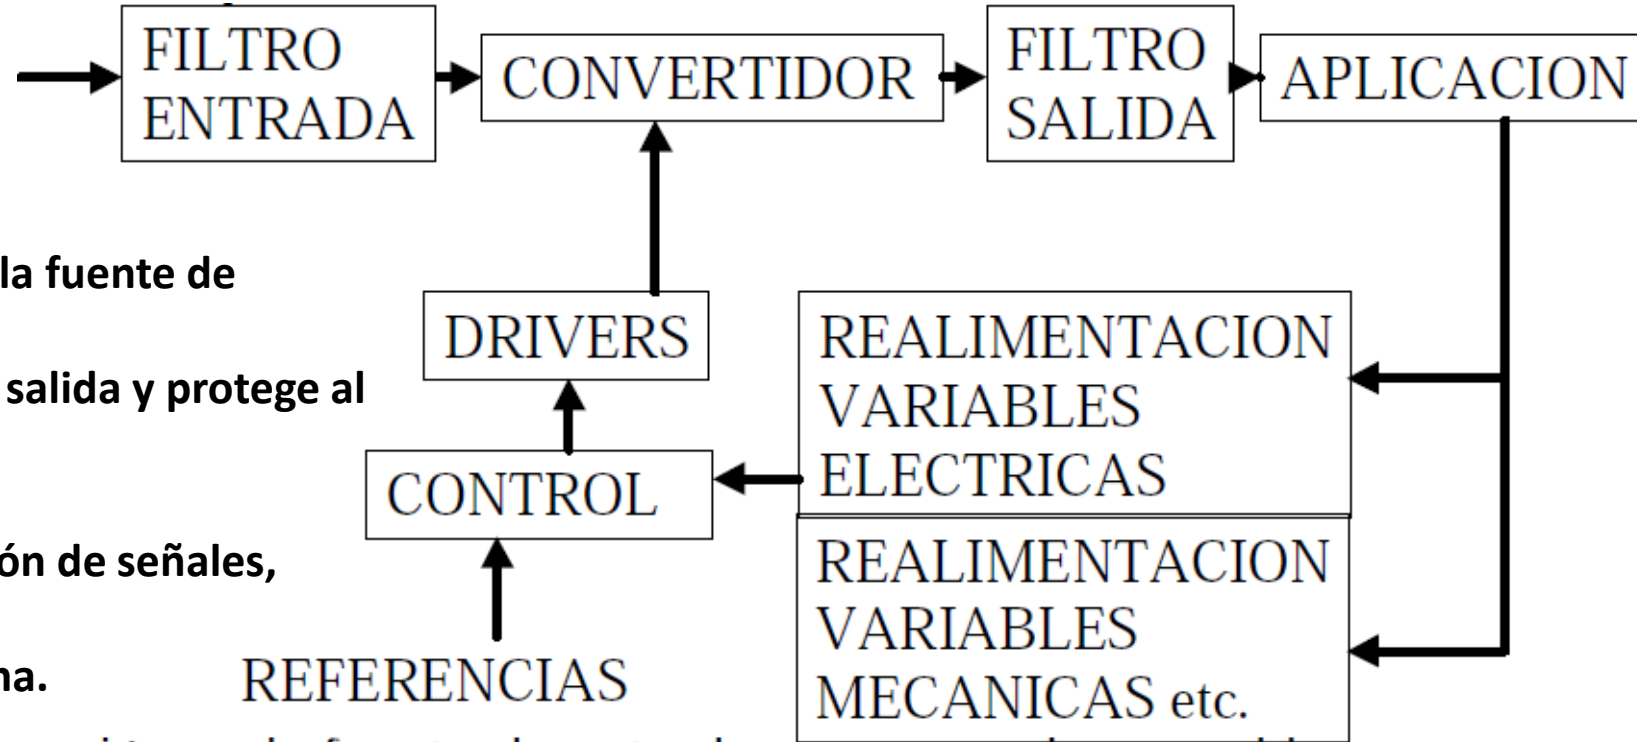 FILTRO
ENTRADA
CONVERTIDOR
FILTRO
SALIDA
APLICACION
la fuente de
salida y protege al
ón de señales,
na.
DRIVERS
CONTROL
REFERENCIAS
REALIMENTACION
VARIABLES
ELECTRICAS
REALIMENTACION
VARIABLES
MECANICAS etc.